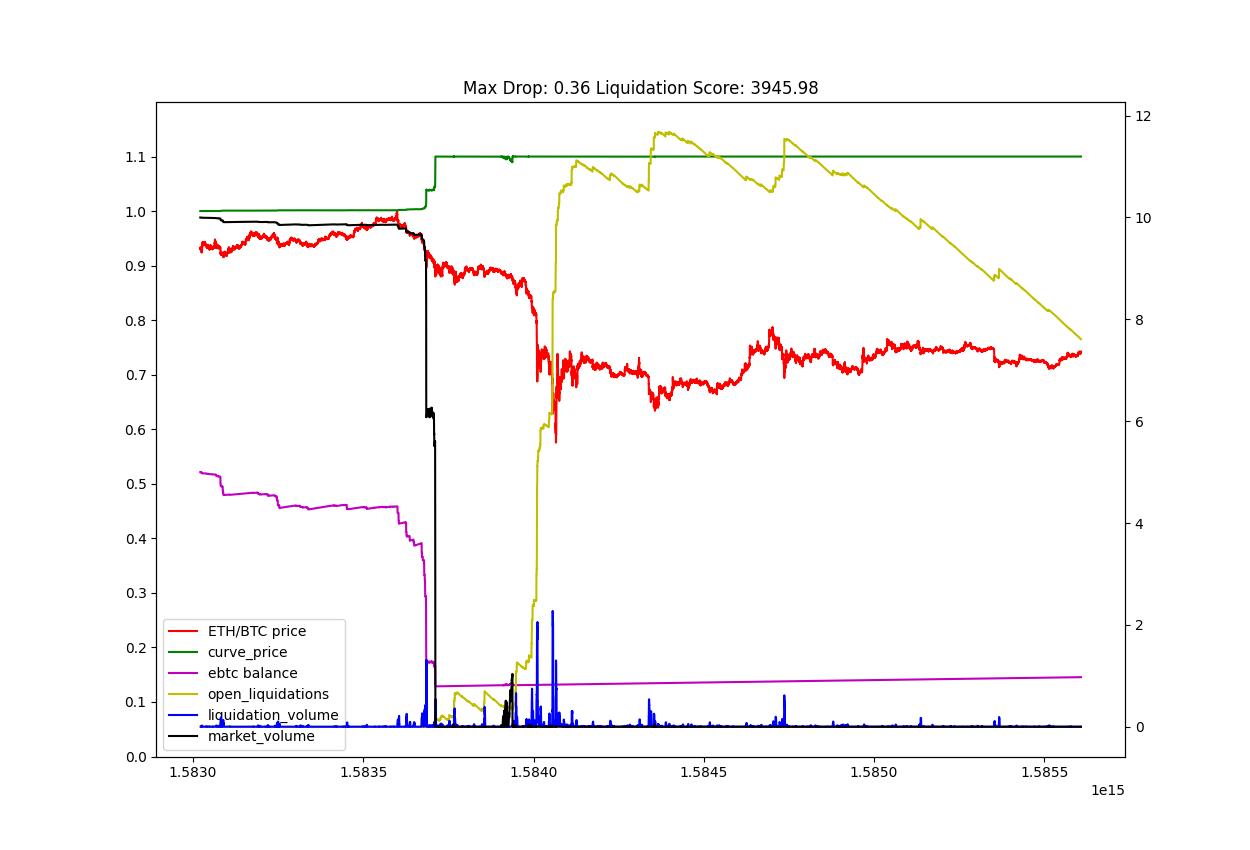 Max Drop: 0.36 Liquidation Score: 3945.98
1.1
1.0
0.9
0.8
0.7
0.6
0.5
0.4
0.3
0.2
0.1
0.0
12
10
8
6
4
2
0
ETH/BTC price
curve_price
ebtc balance
open_liquidations
liquidation_volume
market_volume
1.5830 1.5835 1.5840 1.5845 1.5850 1.5855
1e15